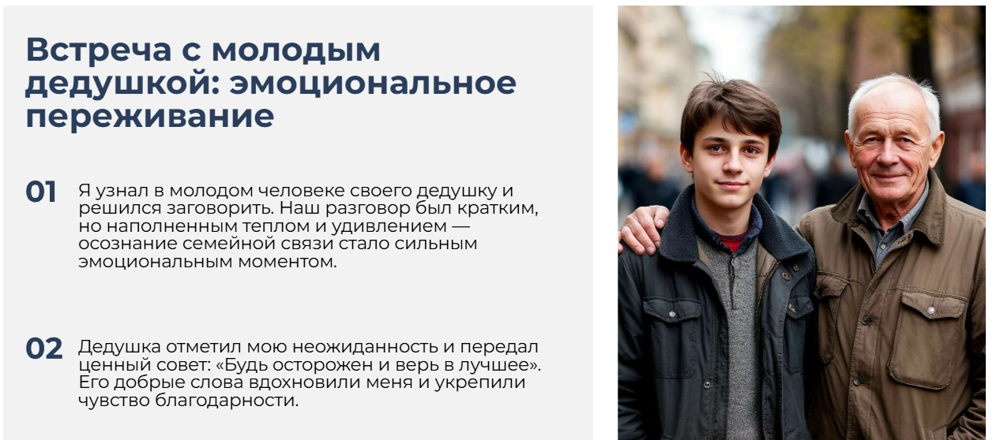 Встреча с молодым
дедушкой: эмоциональное
переживание
01
Я узнал в молодом человеке своего дедушку и
решился заговорить. Наш разговор был кратким,
но наполненным теплом и удивлением —
осознание семейной связи стало сильным
эмоциональным моментом.
02
Дедушка отметил мою неожиданность и передал
ценный совет: «Будь осторожен и верь в лучшее».
Его добрые слова вдохновили меня и укрепили
чувство благодарности.